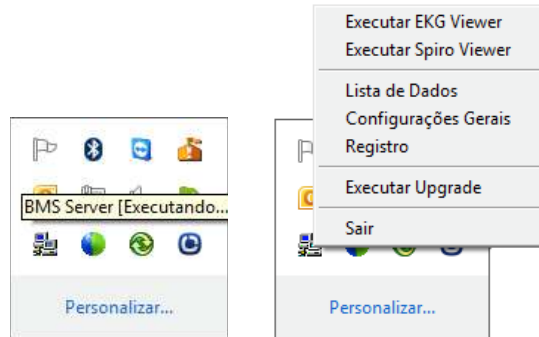 BMS Server [Executando...
Personalizar...
Executar EKG Viewer
Executar Spiro Viewer
Lista de Dados
Configurações Gerais
Registro
Executar Upgrade
Sair
Personalizar...